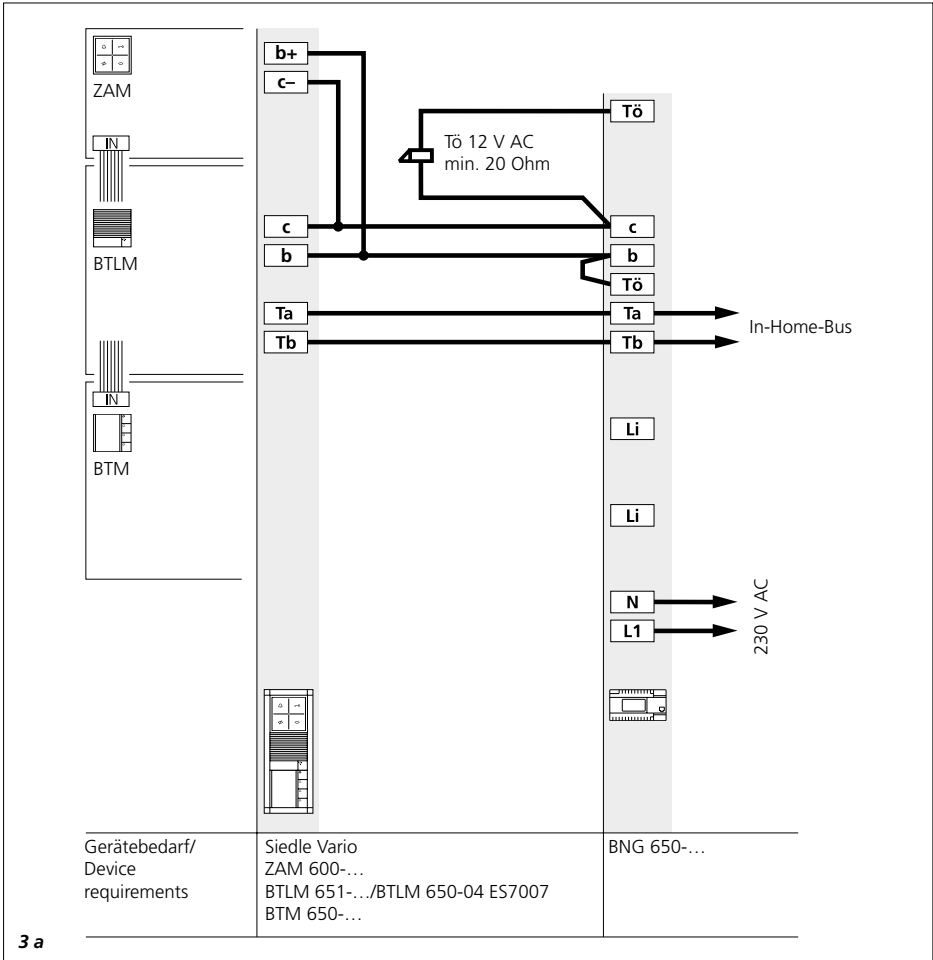 b+
ZAM
c–
Tö
IN
Tö 12 V AC
min. 20 Ohm
c
c
BTLM
b
b
Tö
Ta
Ta
In-Home-Bus
Tb
Tb
IN
Li
BTM
Li
N
230 V AC
L1
Gerätebedarf/
Device
requirements
Siedle Vario
ZAM 600-...
BTLM 651-.../BTLM 650-04 ES7007
BTM 650-...
BNG 650-...
3 a